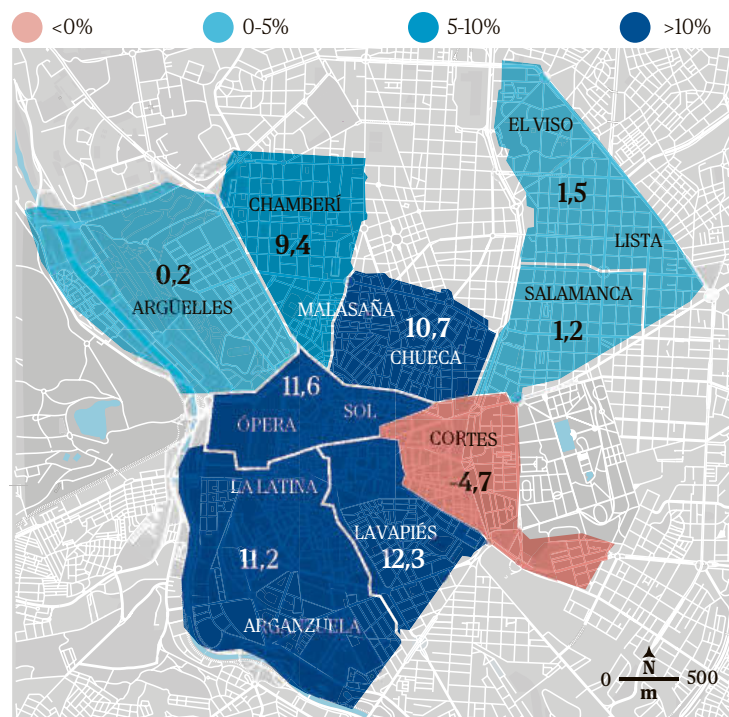 <0% 0-5% 5-10% >10%
EL VISO
1,5
LISTA
CHAMBERÍ
9,4
0,2
ARGÜELLES
SALAMANCA
1,2
MALASAÑA
10,7
CHUECA
11,6
ÓPERA
SOL
CORTES
-4,7
LA LATINA
11,2
ARGANZUELA
LAVAPIÉS
12,3
N
0 500
m